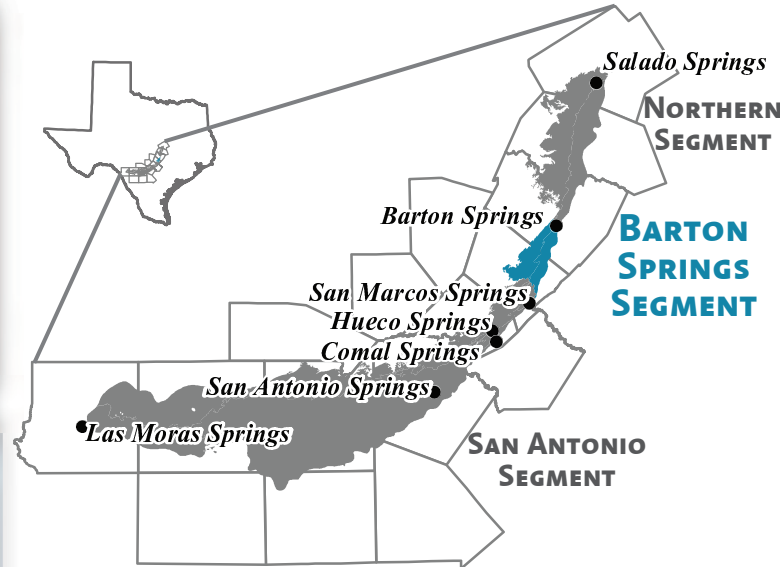 Salado Springs
NORTHERN
SEGMENT
Barton Springs
BARTON
SPRINGS
SEGMENT
San Marcos Springs
Hueco Springs
Comal Springs
San Antonio Springs
Las Moras Springs
SAN ANTONIO
SEGMENT